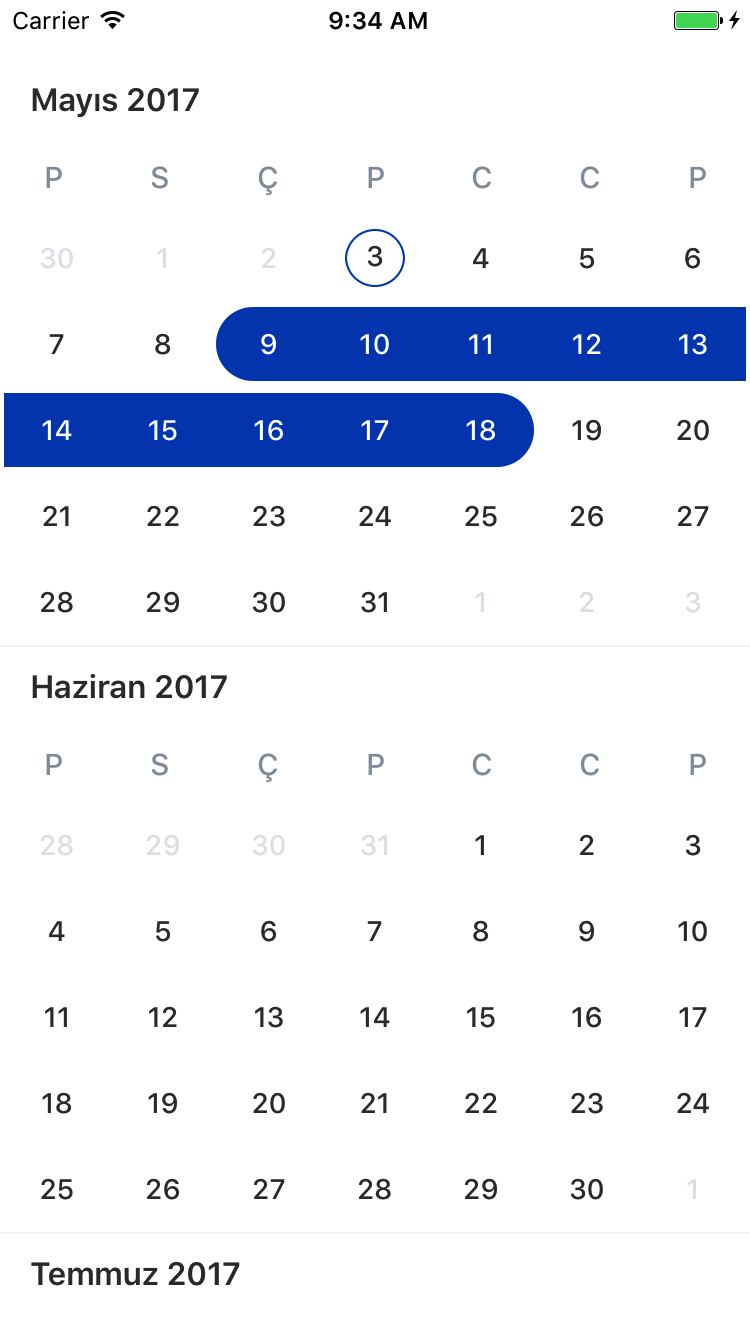 Carrier 9:34 AM
Mayıs 2017
P S Ç P C C P
30 1 2 3 4 5 6
7 8 9 10 11 12 13
14 15 16 17 18 19 20
21 22 23 24 25 26 27
28 29 30 31 1 2 3
Haziran 2017
P S Ç P C C P
28 29 30 31 1 2 3
4 5 6 7 8 9 10
11 12 13 14 15 16 17
18 19 20 21 22 23 24
25 26 27 28 29 30 1
Temmuz 2017